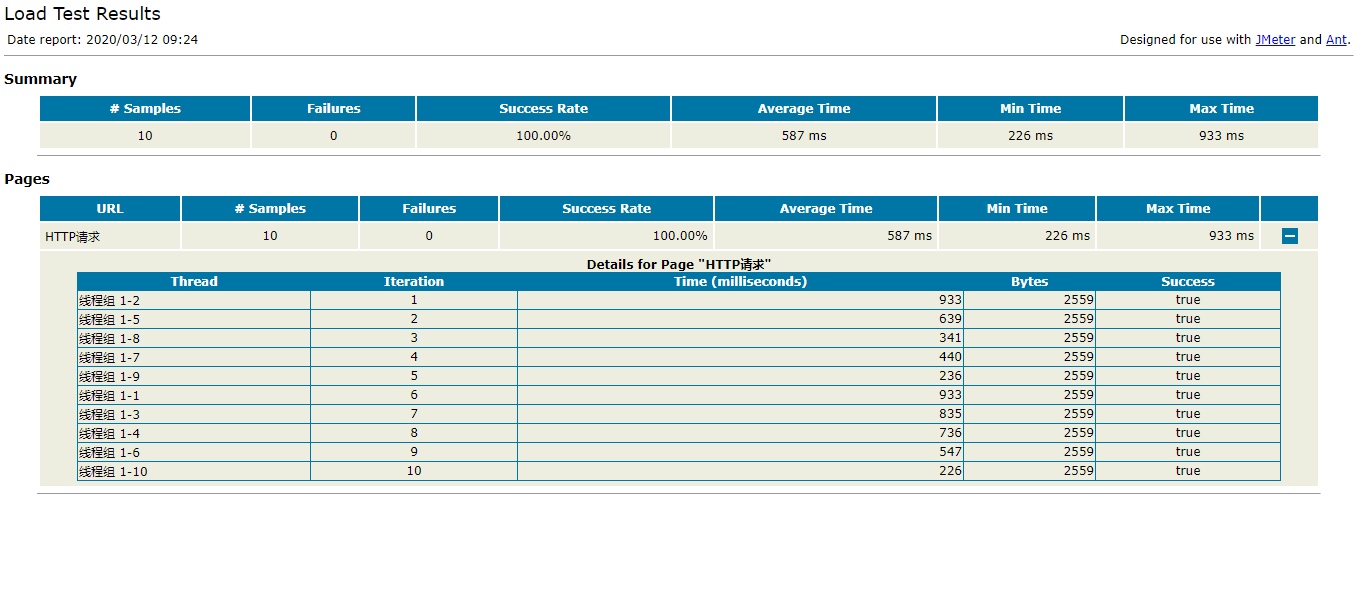 Load Test Results
Date report: 2020/03/12 09:24 Designed for use with JMeter and Ant.
Summary
# Samples Failures Success Rate Average Time Min Time Max Time
10 0 100.00% 587 ms 226 ms 933 ms
Pages
URL # Samples Failures Success Rate Average Time Min Time Max Time
HTTP请求 10 0 100.00% 587 ms 226 ms 933 ms
Details for Page "HTTP请求"
Thread Iteration Time (milliseconds) Bytes Success
线程组 1-2 1 933 2559 true
线程组 1-5 2 639 2559 true
线程组 1-8 3 341 2559 true
线程组 1-7 4 440 2559 true
线程组 1-9 5 236 2559 true
线程组 1-1 6 933 2559 true
线程组 1-3 7 835 2559 true
线程组 1-4 8 736 2559 true
线程组 1-6 9 547 2559 true
线程组 1-10 10 226 2559 true